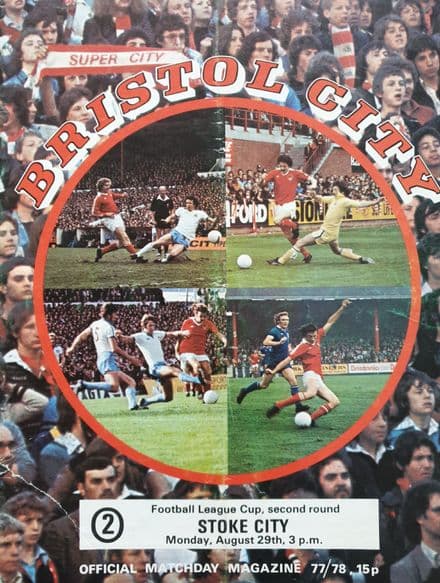 SUPER CITY
BRISTOL CITY
② Football League Cup, second round
STOKE CITY
Monday, August 29th, 3 p.m.
OFFICIAL MATCHDAY MAGAZINE 77/78, 15p